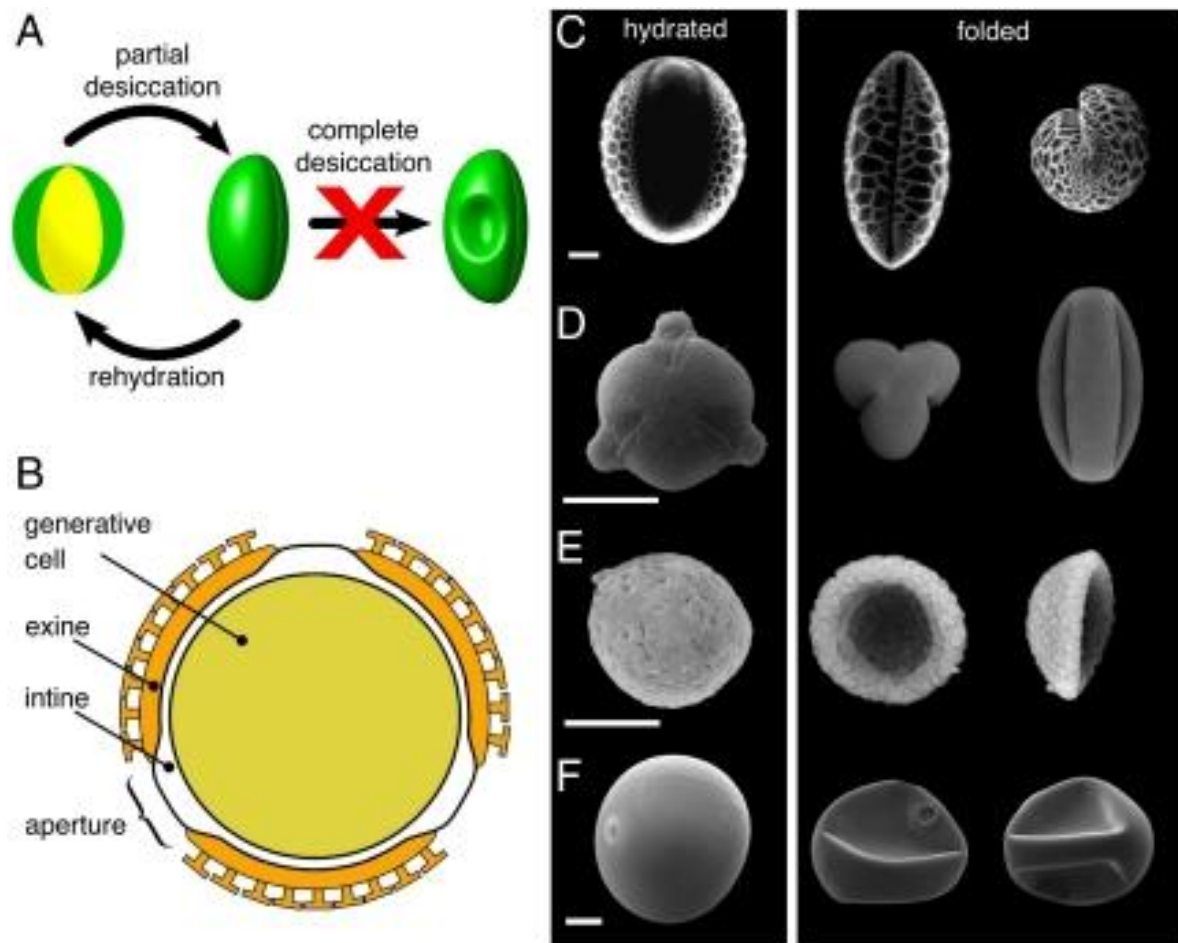 A
partial
desiccation
complete
desiccation
rehydration
B
generative
cell
exine
intine
aperture
C
hydrated
folded
D
E
F